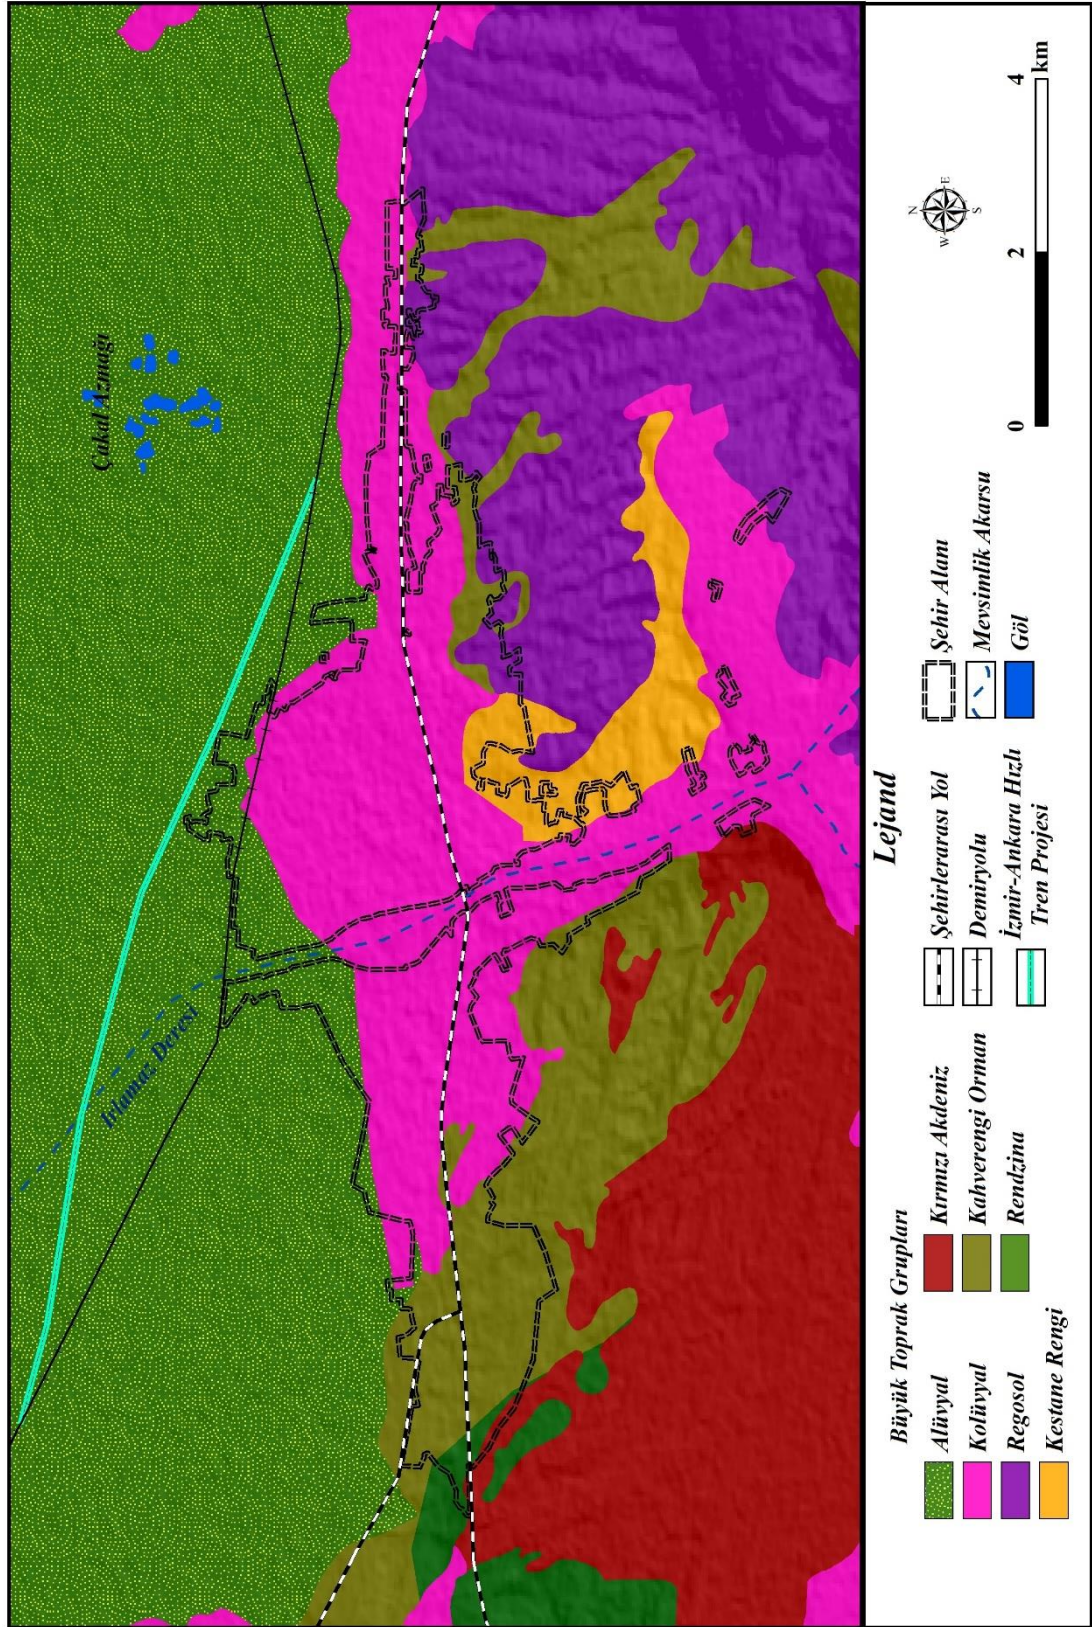 Çakal Azmağı
Irlamaz Deresi
Lejand
Büyük Toprak Grupları
Alüvyal
Kolüvyal
Regosol
Kestane Rengi
Kırmızı Akdeniz
Kahverengi Orman
Rendzina
Şehirlerarası Yol
Demiryolu
İzmir-Ankara Hızlı
Tren Projesi
Şehir Alanı
Mevsimlik Akarsu
Göl
N
W E
S
0 2 4
km